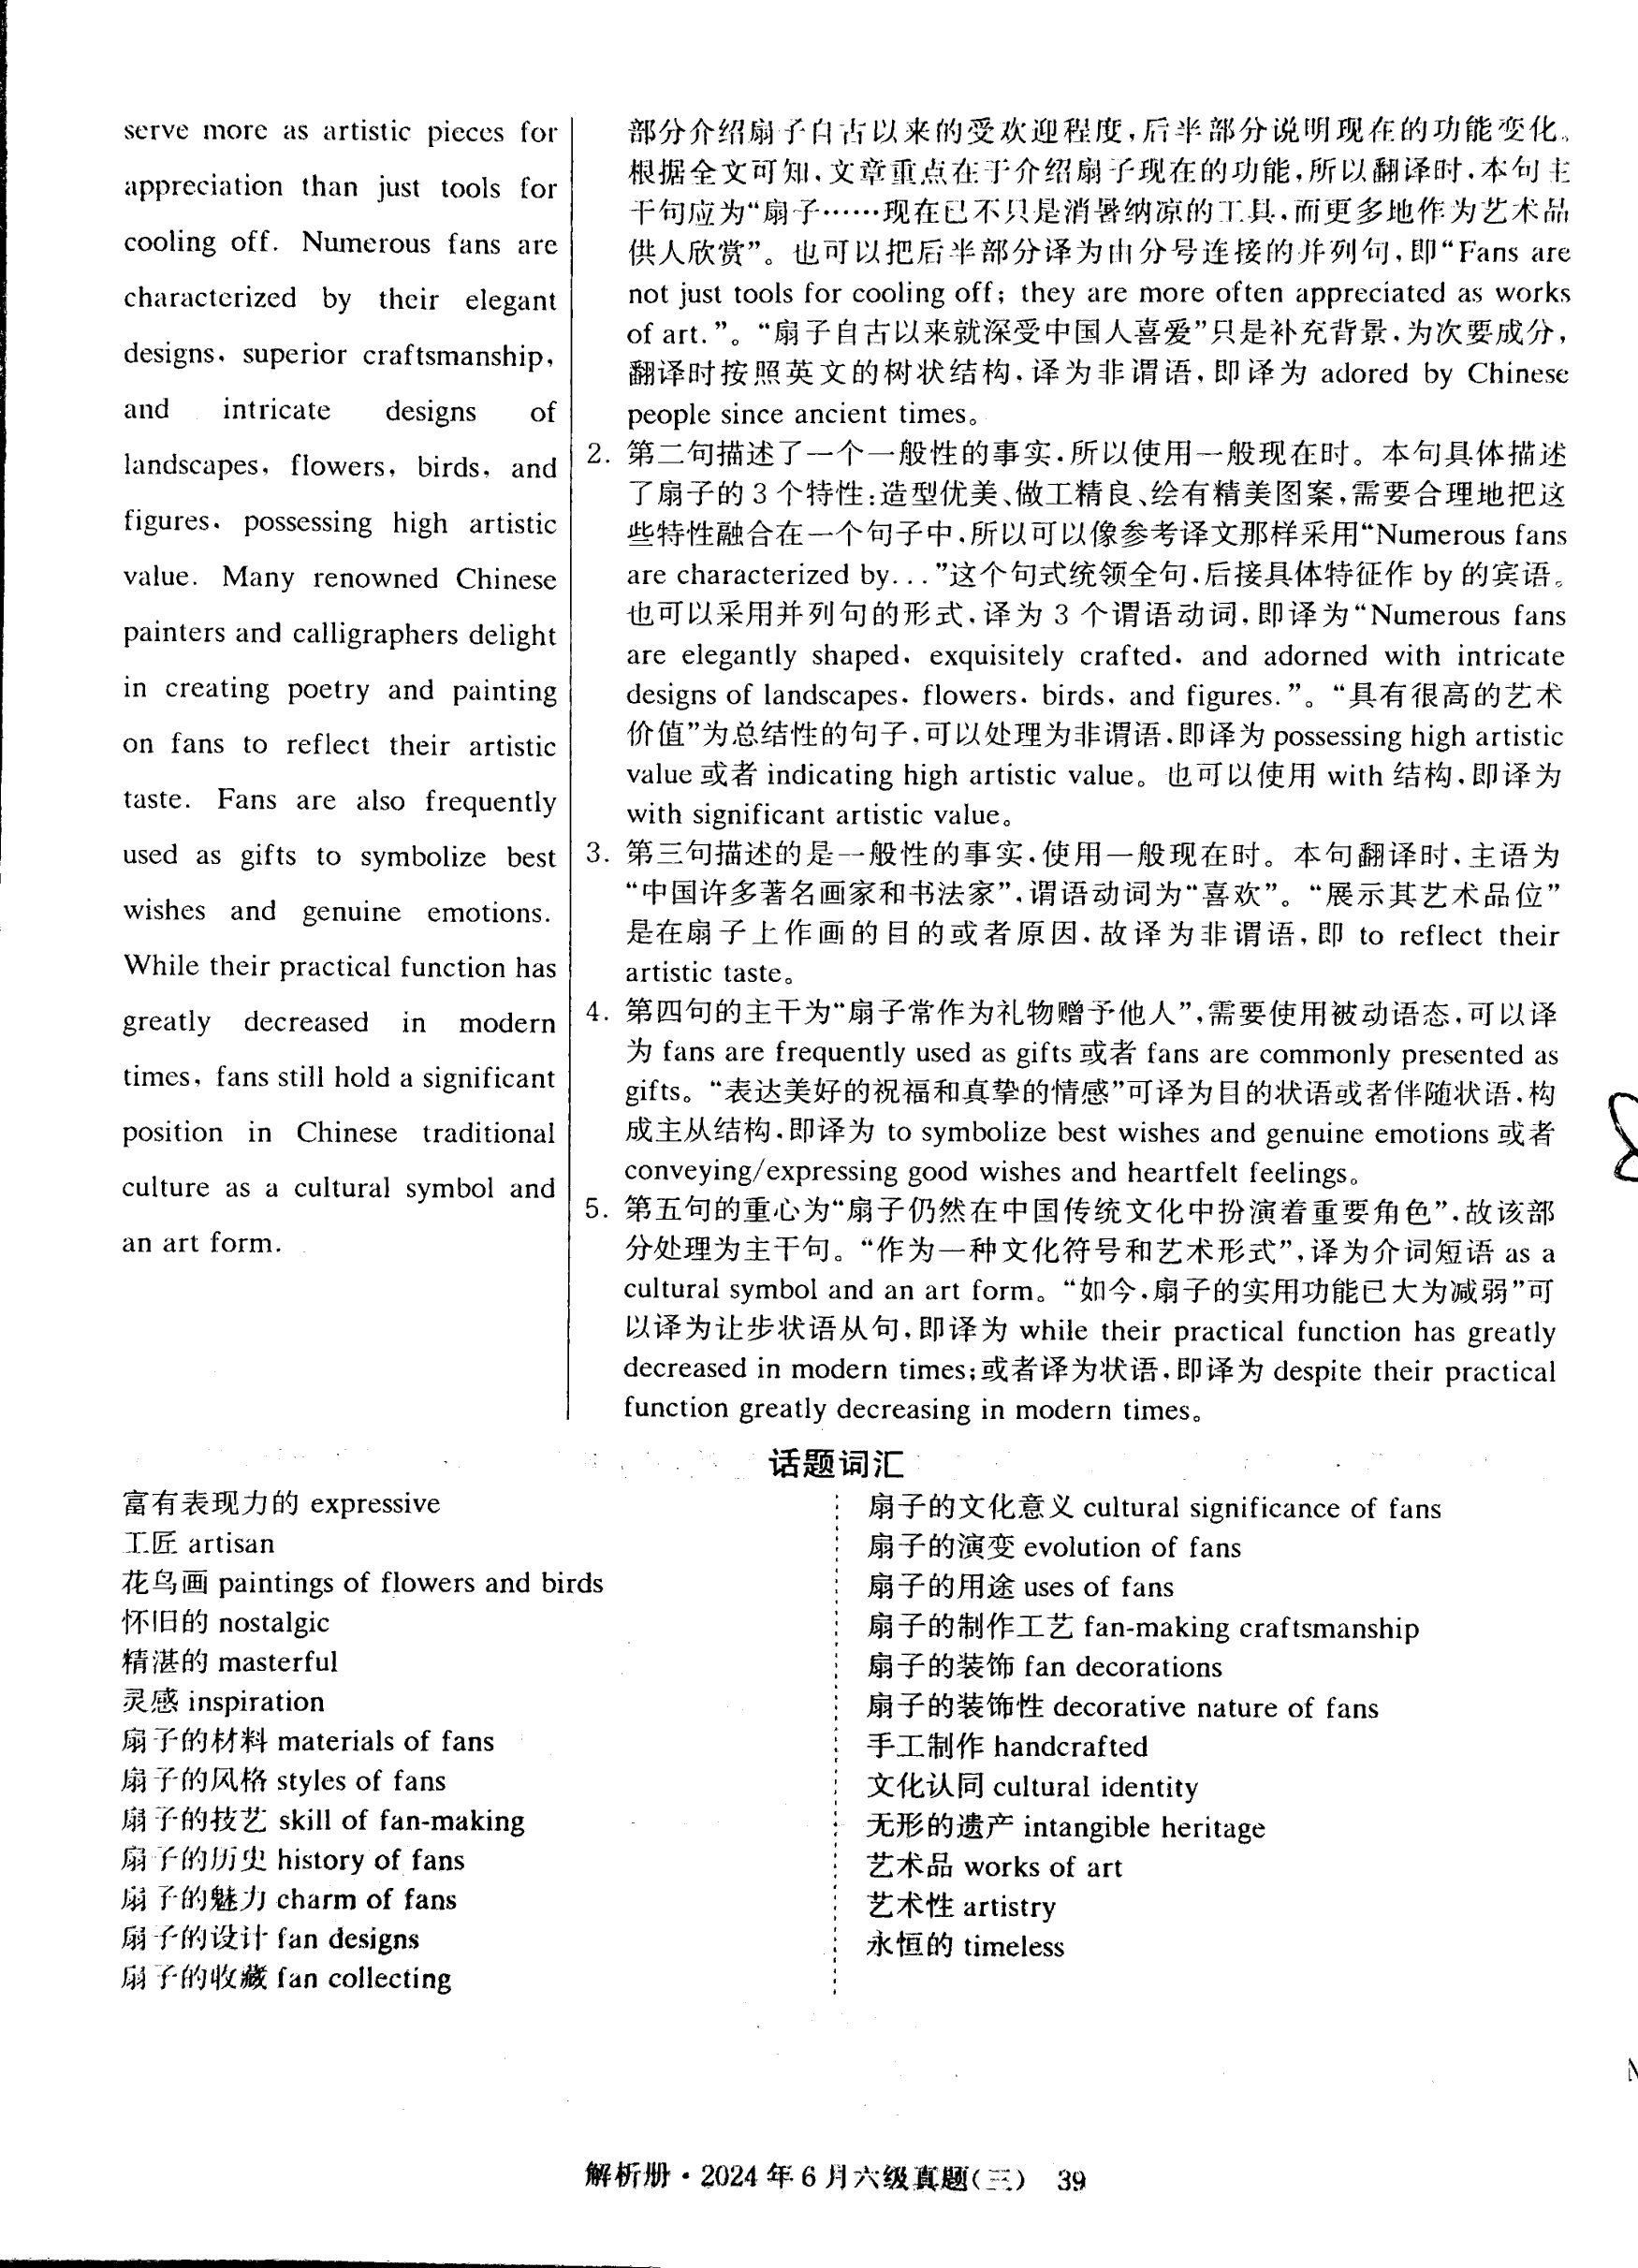 serve more as artistic pieces for
appreciation than just tools for
cooling off. Numerous fans are
characterized by their elegant
designs, superior craftsmanship,
and intricate designs of
landscapes, flowers, birds, and
figures, possessing high artistic
value. Many renowned Chinese
painters and calligraphers delight
in creating poetry and painting
on fans to reflect their artistic
taste. Fans are also frequently
used as gifts to symbolize best
wishes and genuine emotions.
While their practical function has
greatly decreased in modern
times, fans still hold a significant
position in Chinese traditional
culture as a cultural symbol and
an art form.
部分介绍扇子自古以来的受欢迎程度,后半部分说明现在的功能变化。
根据全文可知,文章重点在于介绍扇子现在的功能,所以翻译时,本句主
干句应为“扇子……现在已不只是消暑纳凉的工具,而更多地作为艺术品
供人欣赏”。也可以把后半部分译为由分号连接的并列句,即“Fans are
not just tools for cooling off; they are more often appreciated as works
of art.”。“扇子自古以来就深受中国人喜爱”只是补充背景,为次要成分,
翻译时按照英文的树状结构,译为非谓语,即译为 adored by Chinese
people since ancient times。
2. 第二句描述了一个一般性的事实,所以使用一般现在时。本句具体描述
了扇子的 3 个特性:造型优美、做工精良、绘有精美图案,需要合理地把这
些特性融合在一个句子中,所以可以像参考译文那样采用“Numerous fans
are characterized by...”这个句式统领全句,后接具体特征作 by 的宾语。
也可以采用并列句的形式,译为 3 个谓语动词,即译为“Numerous fans
are elegantly shaped, exquisitely crafted, and adorned with intricate
designs of landscapes, flowers, birds, and figures.”。“具有很高的艺术
价值”为总结性的句子,可以处理为非谓语,即译为 possessing high artistic
value 或者 indicating high artistic value。也可以使用 with 结构,即译为
with significant artistic value。
3. 第三句描述的是一般性的事实,使用一般现在时。本句翻译时,主语为
“中国许多著名画家和书法家”,谓语动词为“喜欢”。“展示其艺术品位”
是在扇子上作画的目的或者原因,故译为非谓语,即 to reflect their
artistic taste。
4. 第四句的主干为“扇子常作为礼物赠予他人”,需要使用被动语态,可以译
为 fans are frequently used as gifts 或者 fans are commonly presented as
gifts。“表达美好的祝福和真挚的情感”可译为目的状语或者伴随状语,构
成主从结构,即译为 to symbolize best wishes and genuine emotions 或者
conveying/expressing good wishes and heartfelt feelings。
5. 第五句的重心为“扇子仍然在中国传统文化中扮演着重要角色”,故该部
分处理为主干句。“作为一种文化符号和艺术形式”,译为介词短语 as a
cultural symbol and an art form。“如今,扇子的实用功能已大为减弱”可
以译为让步状语从句,即译为 while their practical function has greatly
decreased in modern times;或者译为状语,即译为 despite their practical
function greatly decreasing in modern times。
话题词汇
富有表现力的 expressive
工匠 artisan
花鸟画 paintings of flowers and birds
怀旧的 nostalgic
精湛的 masterful
灵感 inspiration
扇子的材料 materials of fans
扇子的风格 styles of fans
扇子的技艺 skill of fan-making
扇子的历史 history of fans
扇子的魅力 charm of fans
扇子的设计 fan designs
扇子的收藏 fan collecting
扇子的文化意义 cultural significance of fans
扇子的演变 evolution of fans
扇子的用途 uses of fans
扇子的制作工艺 fan-making craftsmanship
扇子的装饰 fan decorations
扇子的装饰性 decorative nature of fans
手工制作 handcrafted
文化认同 cultural identity
无形的遗产 intangible heritage
艺术品 works of art
艺术性 artistry
永恒的 timeless
解析册·2024 年 6 月六级真题(三) 39